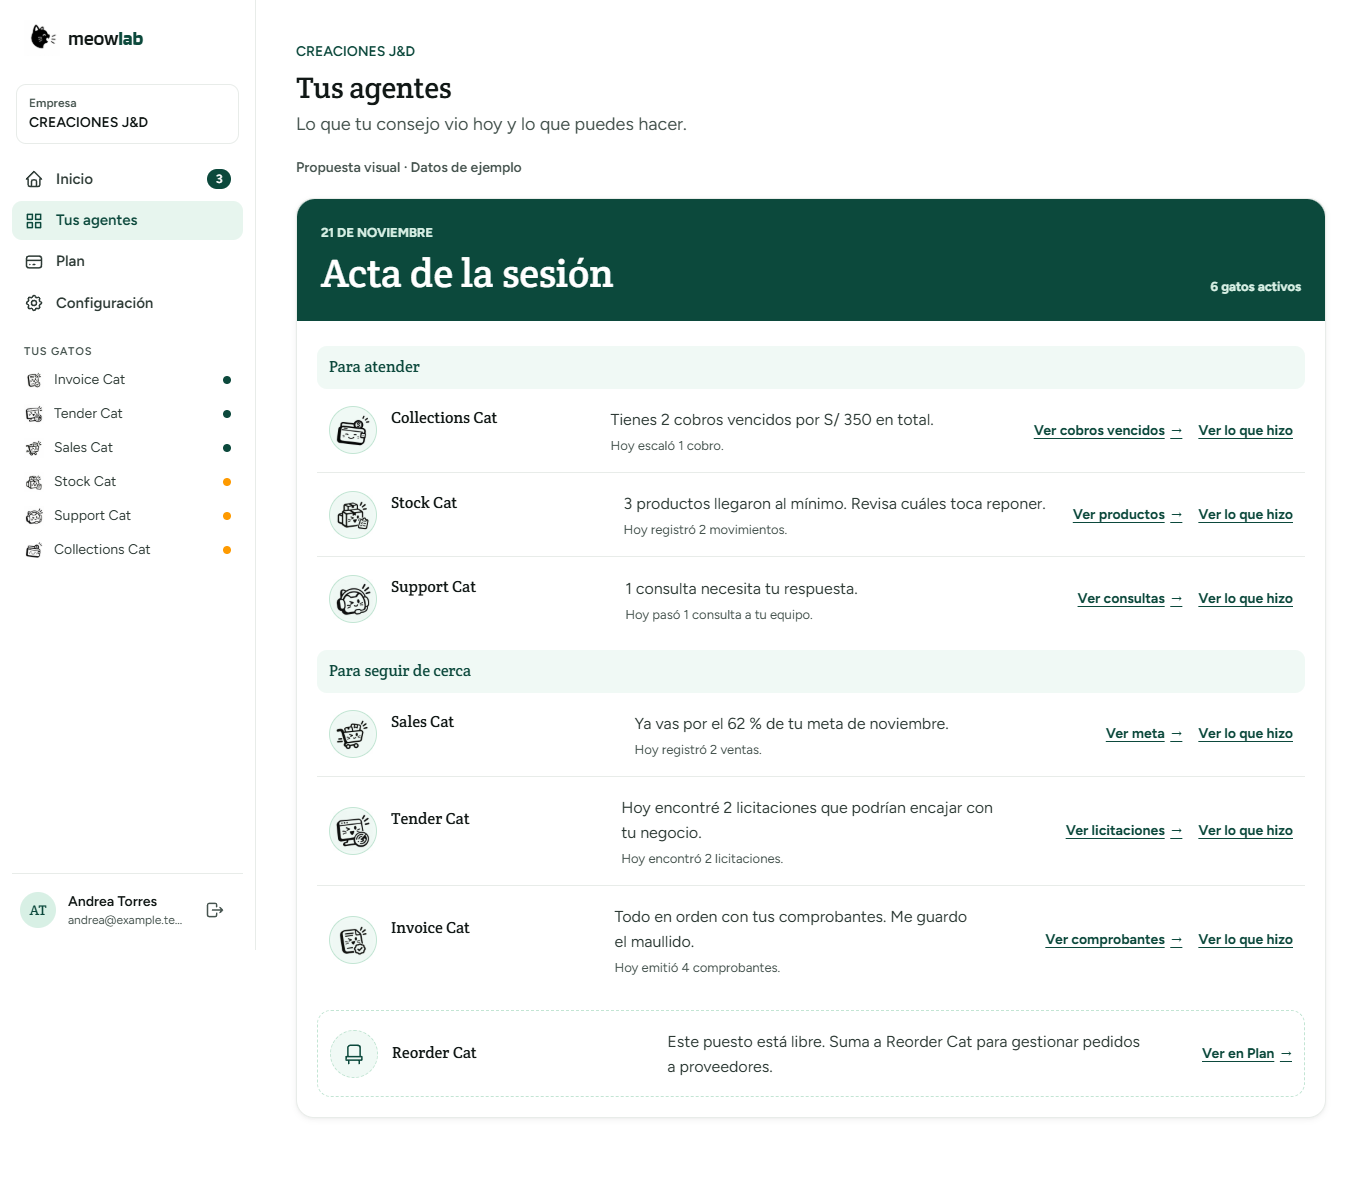 meowlab
Empresa
CREACIONES J&D
Inicio
3
Tus agentes
Plan
Configuración
TUS GATOS
Invoice Cat
Tender Cat
Sales Cat
Stock Cat
Support Cat
Collections Cat
AT
Andrea Torres
andrea@example.te...
CREACIONES J&D
Tus agentes
Lo que tu consejo vio hoy y lo que puedes hacer.
Propuesta visual · Datos de ejemplo
21 DE NOVIEMBRE
Acta de la sesión
6 gatos activos
Para atender
Collections Cat
Tienes 2 cobros vencidos por S/ 350 en total.
Hoy escaló 1 cobro.
Ver cobros vencidos → Ver lo que hizo
Stock Cat
3 productos llegaron al mínimo. Revisa cuáles toca reponer.
Hoy registró 2 movimientos.
Ver productos → Ver lo que hizo
Support Cat
1 consulta necesita tu respuesta.
Hoy pasó 1 consulta a tu equipo.
Ver consultas → Ver lo que hizo
Para seguir de cerca
Sales Cat
Ya vas por el 62 % de tu meta de noviembre.
Hoy registró 2 ventas.
Ver meta → Ver lo que hizo
Tender Cat
Hoy encontré 2 licitaciones que podrían encajar con
tu negocio.
Hoy encontró 2 licitaciones.
Ver licitaciones → Ver lo que hizo
Invoice Cat
Todo en orden con tus comprobantes. Me guardo
el maullido.
Hoy emitió 4 comprobantes.
Ver comprobantes → Ver lo que hizo
Reorder Cat
Este puesto está libre. Suma a Reorder Cat para gestionar pedidos
a proveedores.
Ver en Plan →